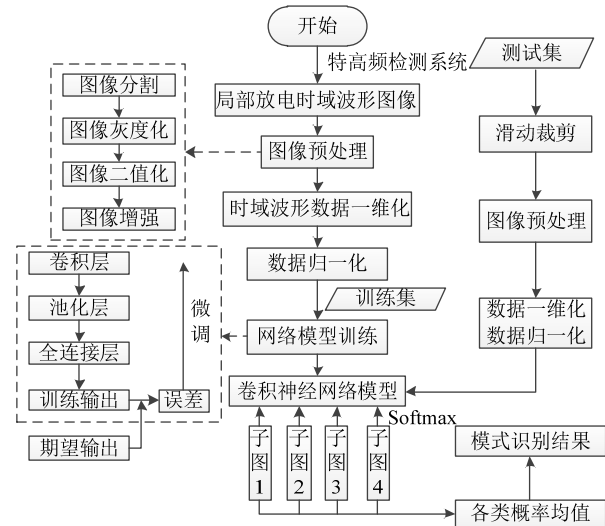 开始
特高频检测系统
测试集
图像分割
图像灰度化
图像二值化
图像增强
局部放电时域波形图像
图像预处理
时域波形数据一维化
数据归一化
训练集
网络模型训练
卷积神经网络模型
滑动裁剪
图像预处理
数据一维化
数据归一化
卷积层
池化层
全连接层
训练输出
误差
微调
期望输出
Softmax
子图1
子图2
子图3
子图4
模式识别结果
各类概率均值